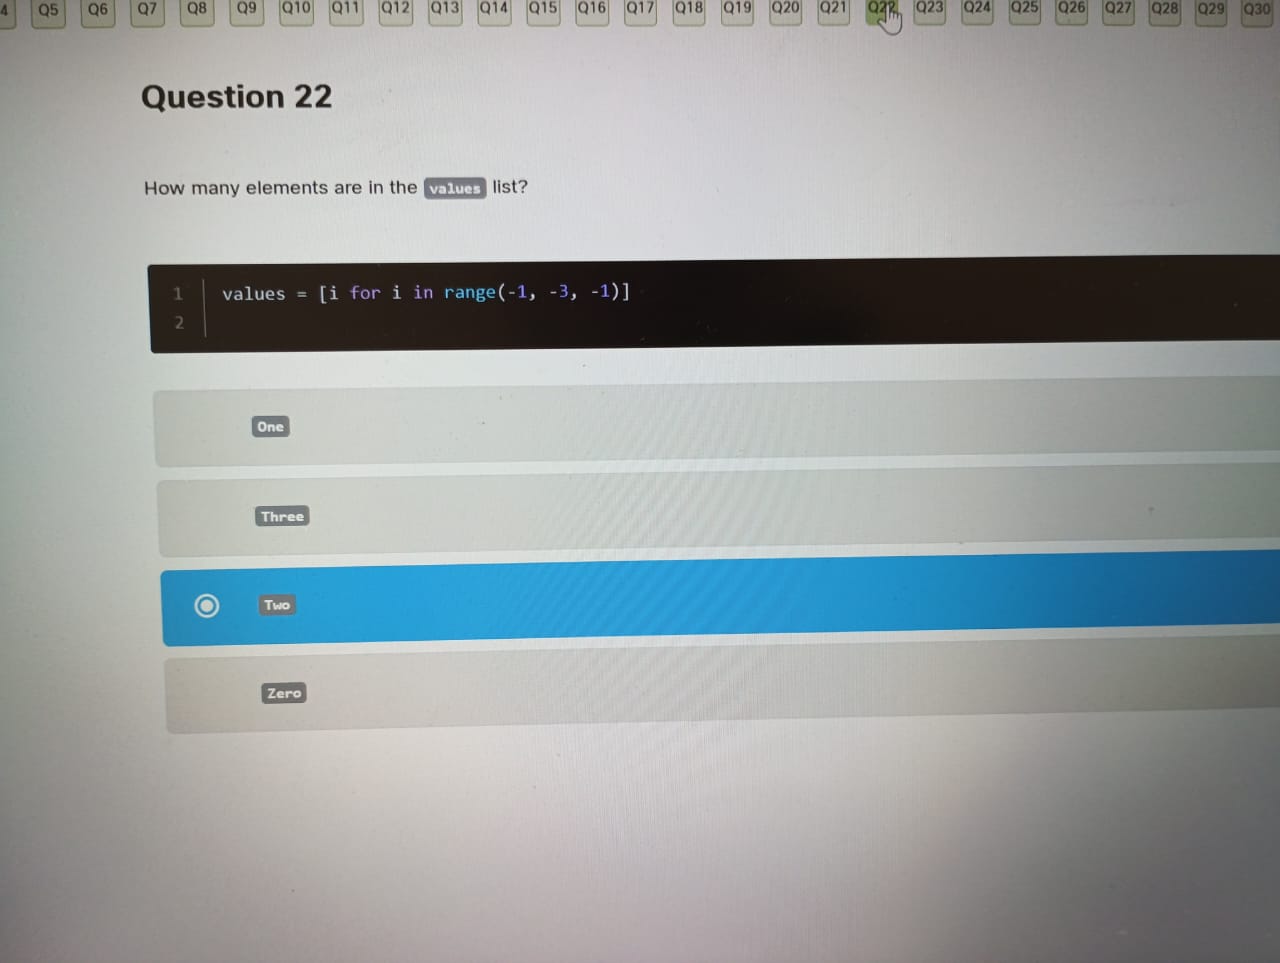 4 Q5 Q6 Q7 Q8 Q9 Q10 Q11 Q12 Q13 Q14 Q15 Q16 Q17 Q18 Q19 Q20 Q21 Q22 Q23 Q24 Q25 Q26 Q27 Q28 Q29 Q30
Question 22
How many elements are in the values list?
1 values = [i for i in range(-1, -3, -1)]
2
One
Three
Two
Zero